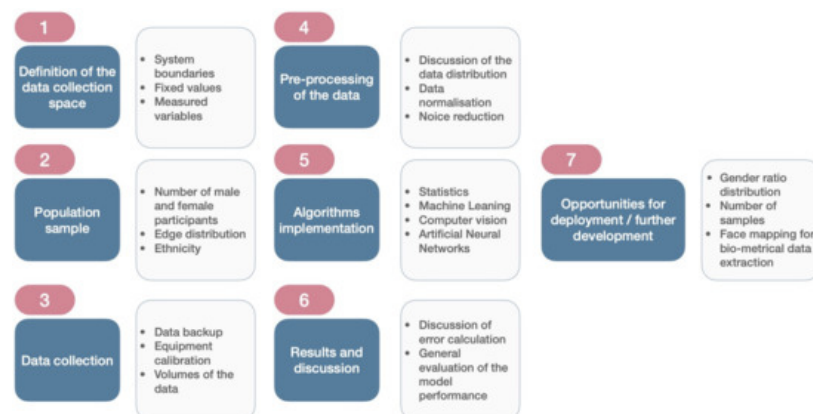 1
Definition of the
data collection
space
• System
boundaries
• Fixed values
• Measured
variables
2
Population
sample
• Number of male
and female
participants
• Edge distribution
• Ethnicity
3
Data collection
• Data backup
• Equipment
calibration
• Volumes of the
data
4
Pre-processing
of the data
• Discussion of the
data distribution
• Data
normalisation
• Noice reduction
5
Algorithms
implementation
• Statistics
• Machine Leaning
• Computer vision
• Artificial Neural
Networks
6
Results and
discussion
• Discussion of
error calculation
• General
evaluation of the
model
performance
7
Opportunities for
deployment / further
development
• Gender ratio
distribution
• Number of
samples
• Face mapping for
bio-metrical data
extraction